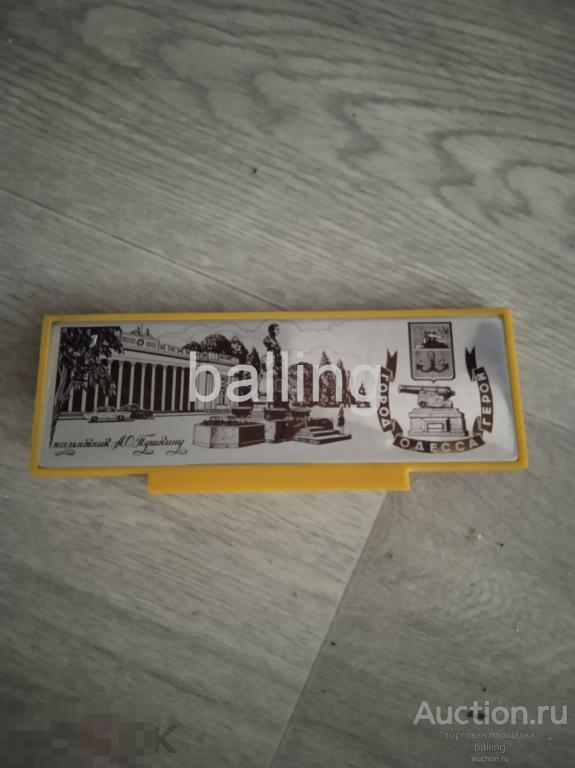 balling
памятник А.С.Пушкину
ГОРОД
ОДЕССА
ГЕРОЙ
Auction.ru
торговая площадка
balling
auction.ru